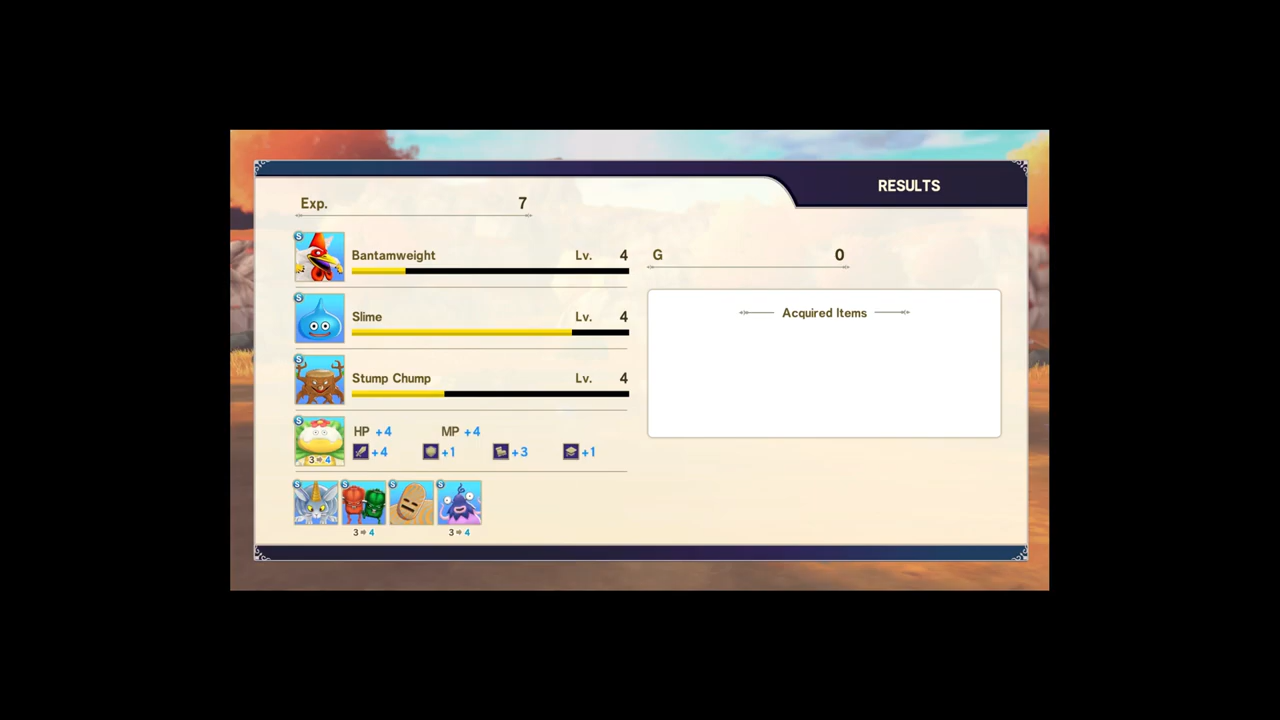 RESULTS
Exp. 7
S
Bantamweight Lv. 4
G 0
S
Slime Lv. 4
Acquired Items
S
Stump Chump Lv. 4
S
HP +4 MP +4
+4 +1 +3 +1
3 ⇒ 4
S S S S
3 ⇒ 4 3 ⇒ 4